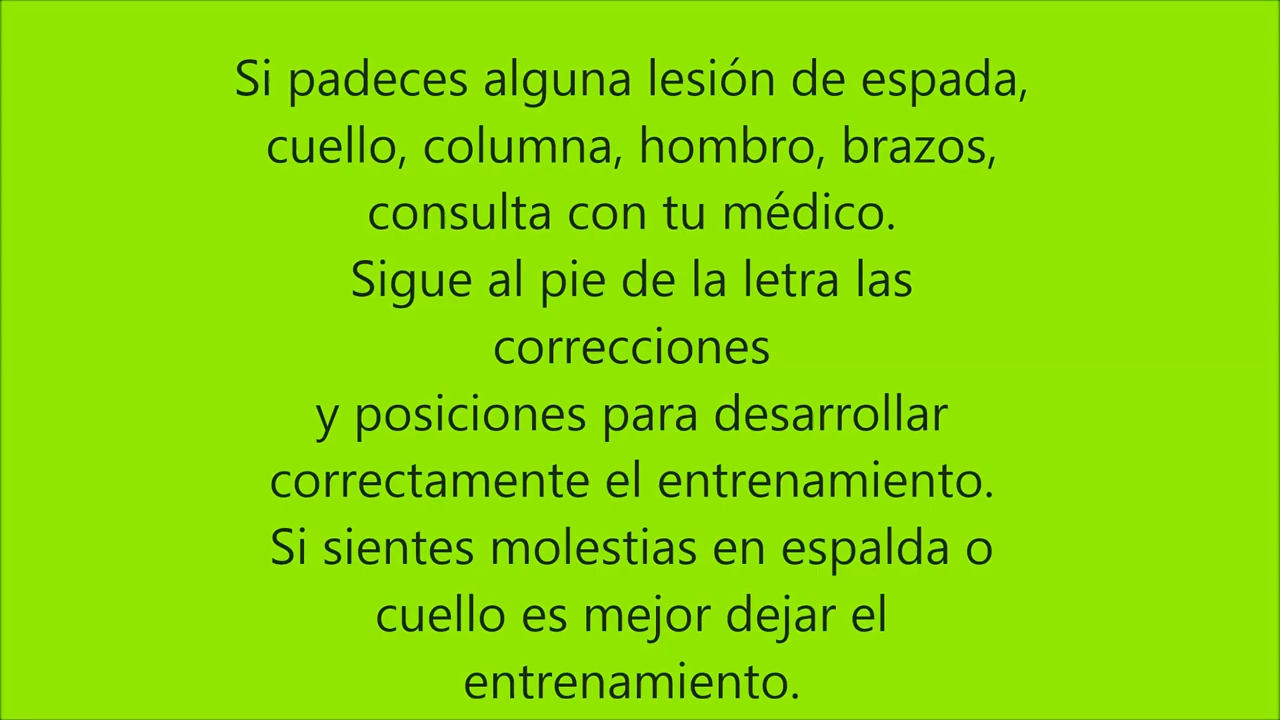 Si padeces alguna lesión de espada,
cuello, columna, hombro, brazos,
consulta con tu médico.
Sigue al pie de la letra las
correcciones
y posiciones para desarrollar
correctamente el entrenamiento.
Si sientes molestias en espalda o
cuello es mejor dejar el
entrenamiento.